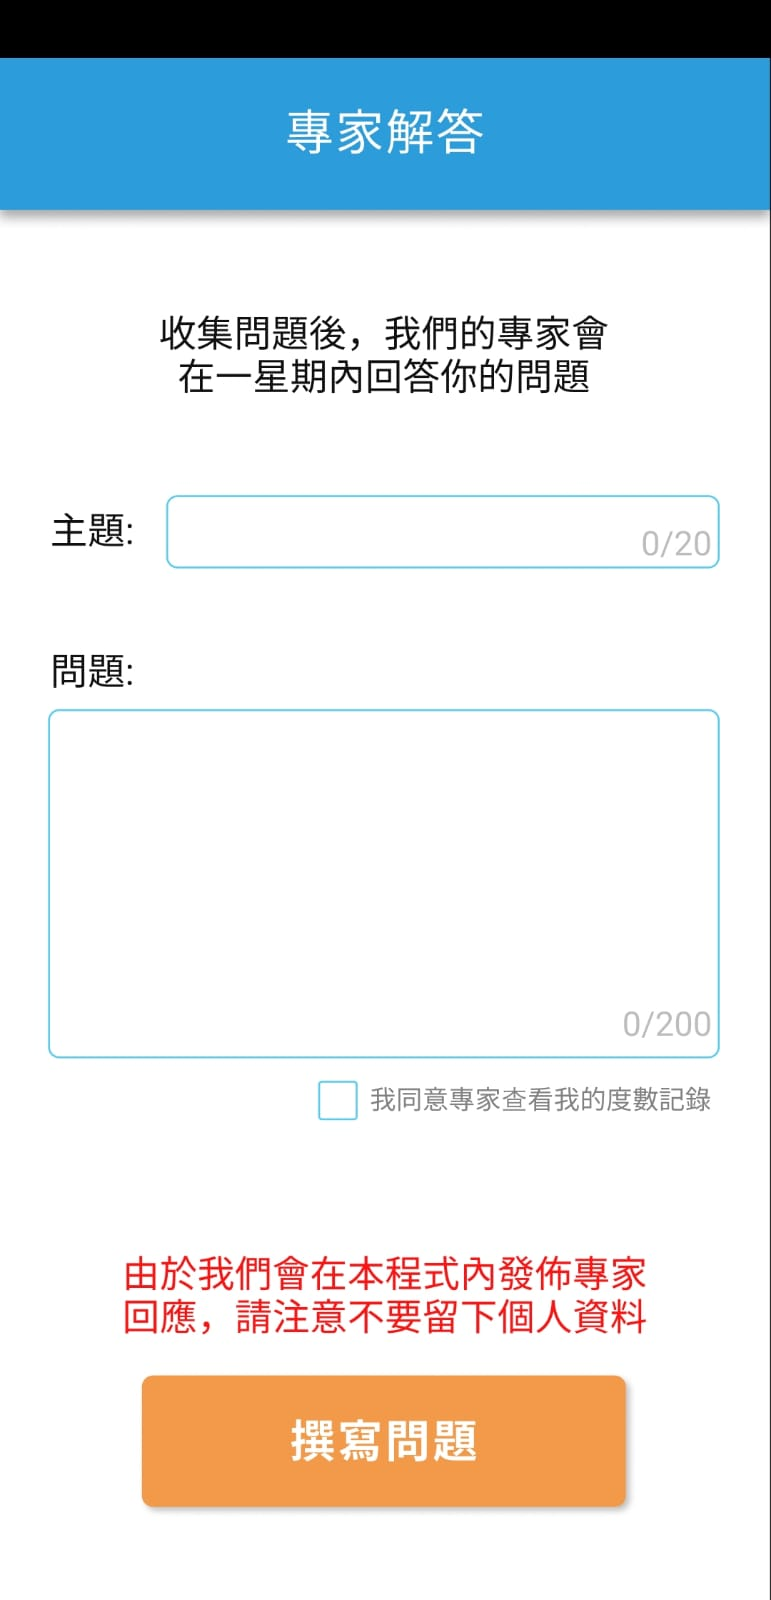 專家解答
收集問題後，我們的專家會
在一星期內回答你的問題
主題:
0/20
問題:
0/200
我同意專家查看我的度數記錄
由於我們會在本程式內發佈專家
回應，請注意不要留下個人資料
撰寫問題